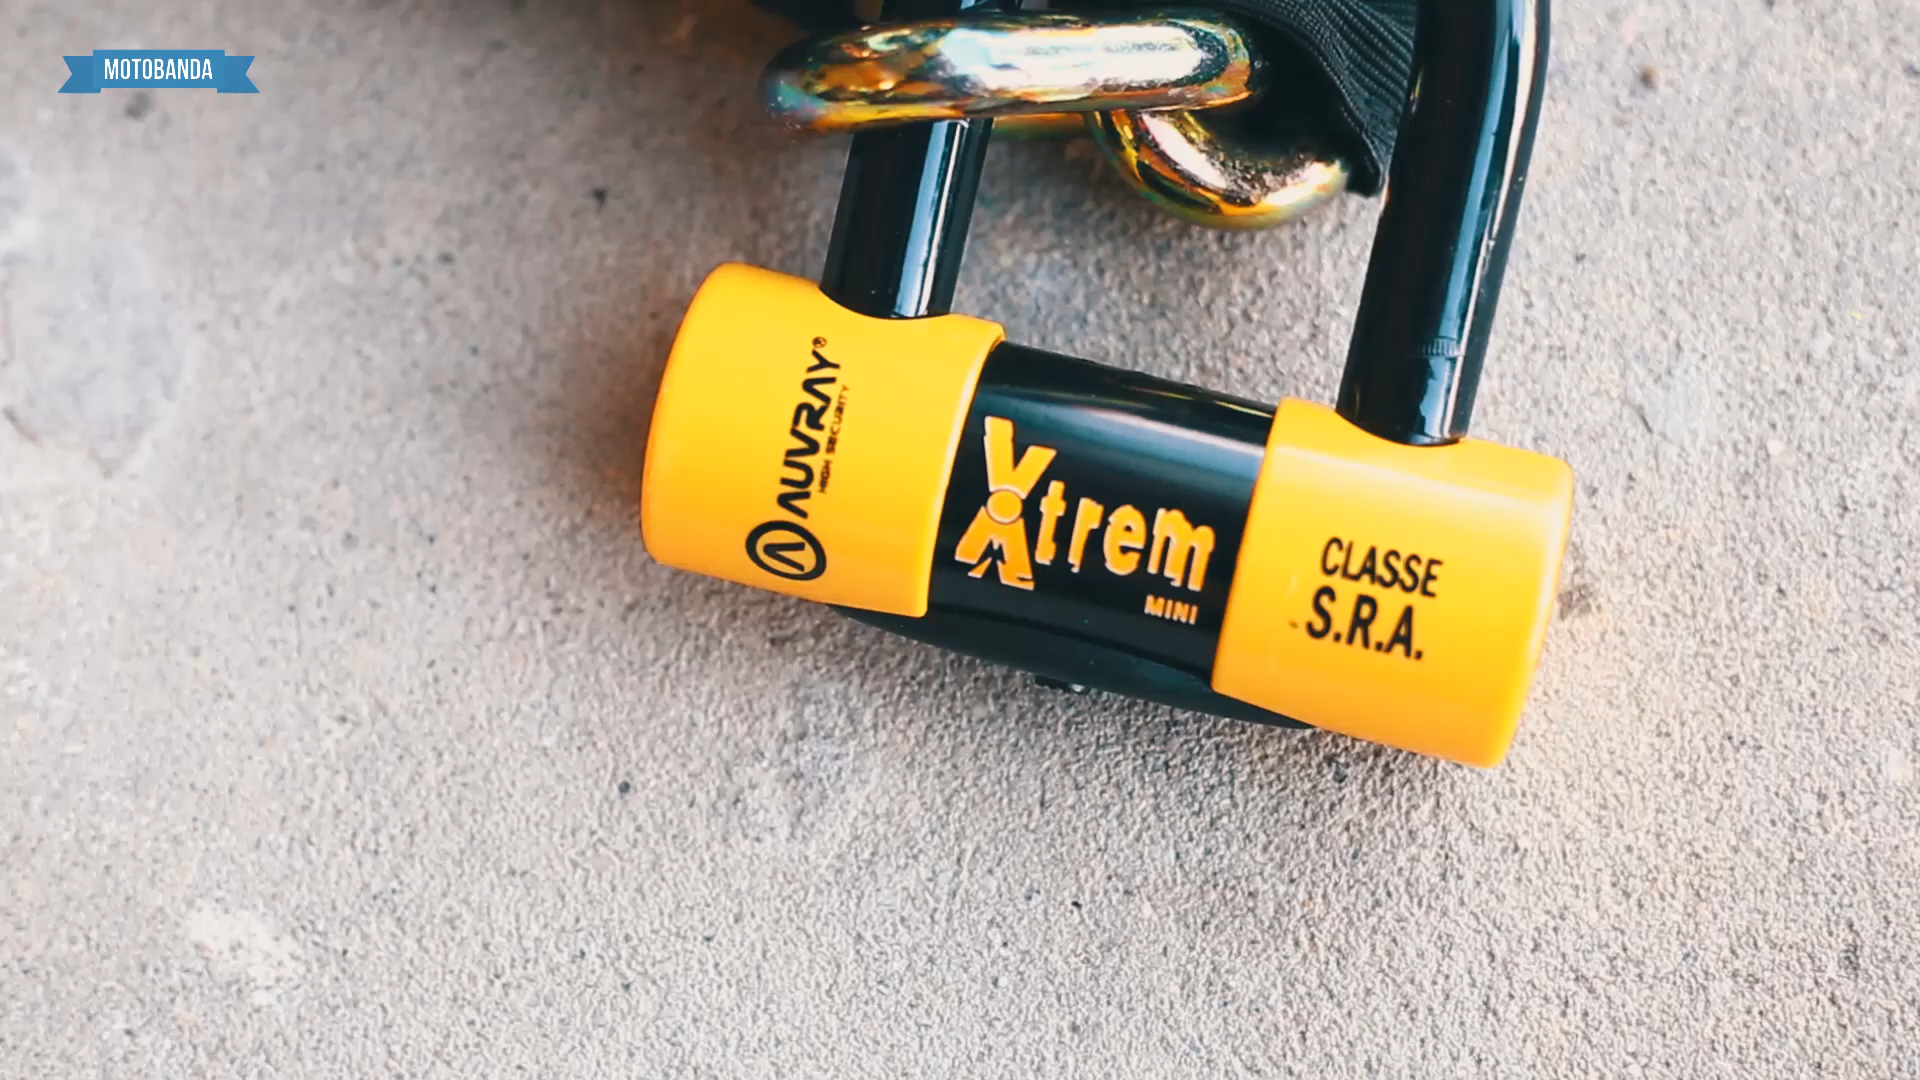 MOTOBANDA
AUVRAY®
HIGH SECURITY
Xtrem
MINI
CLASSE
S.R.A.